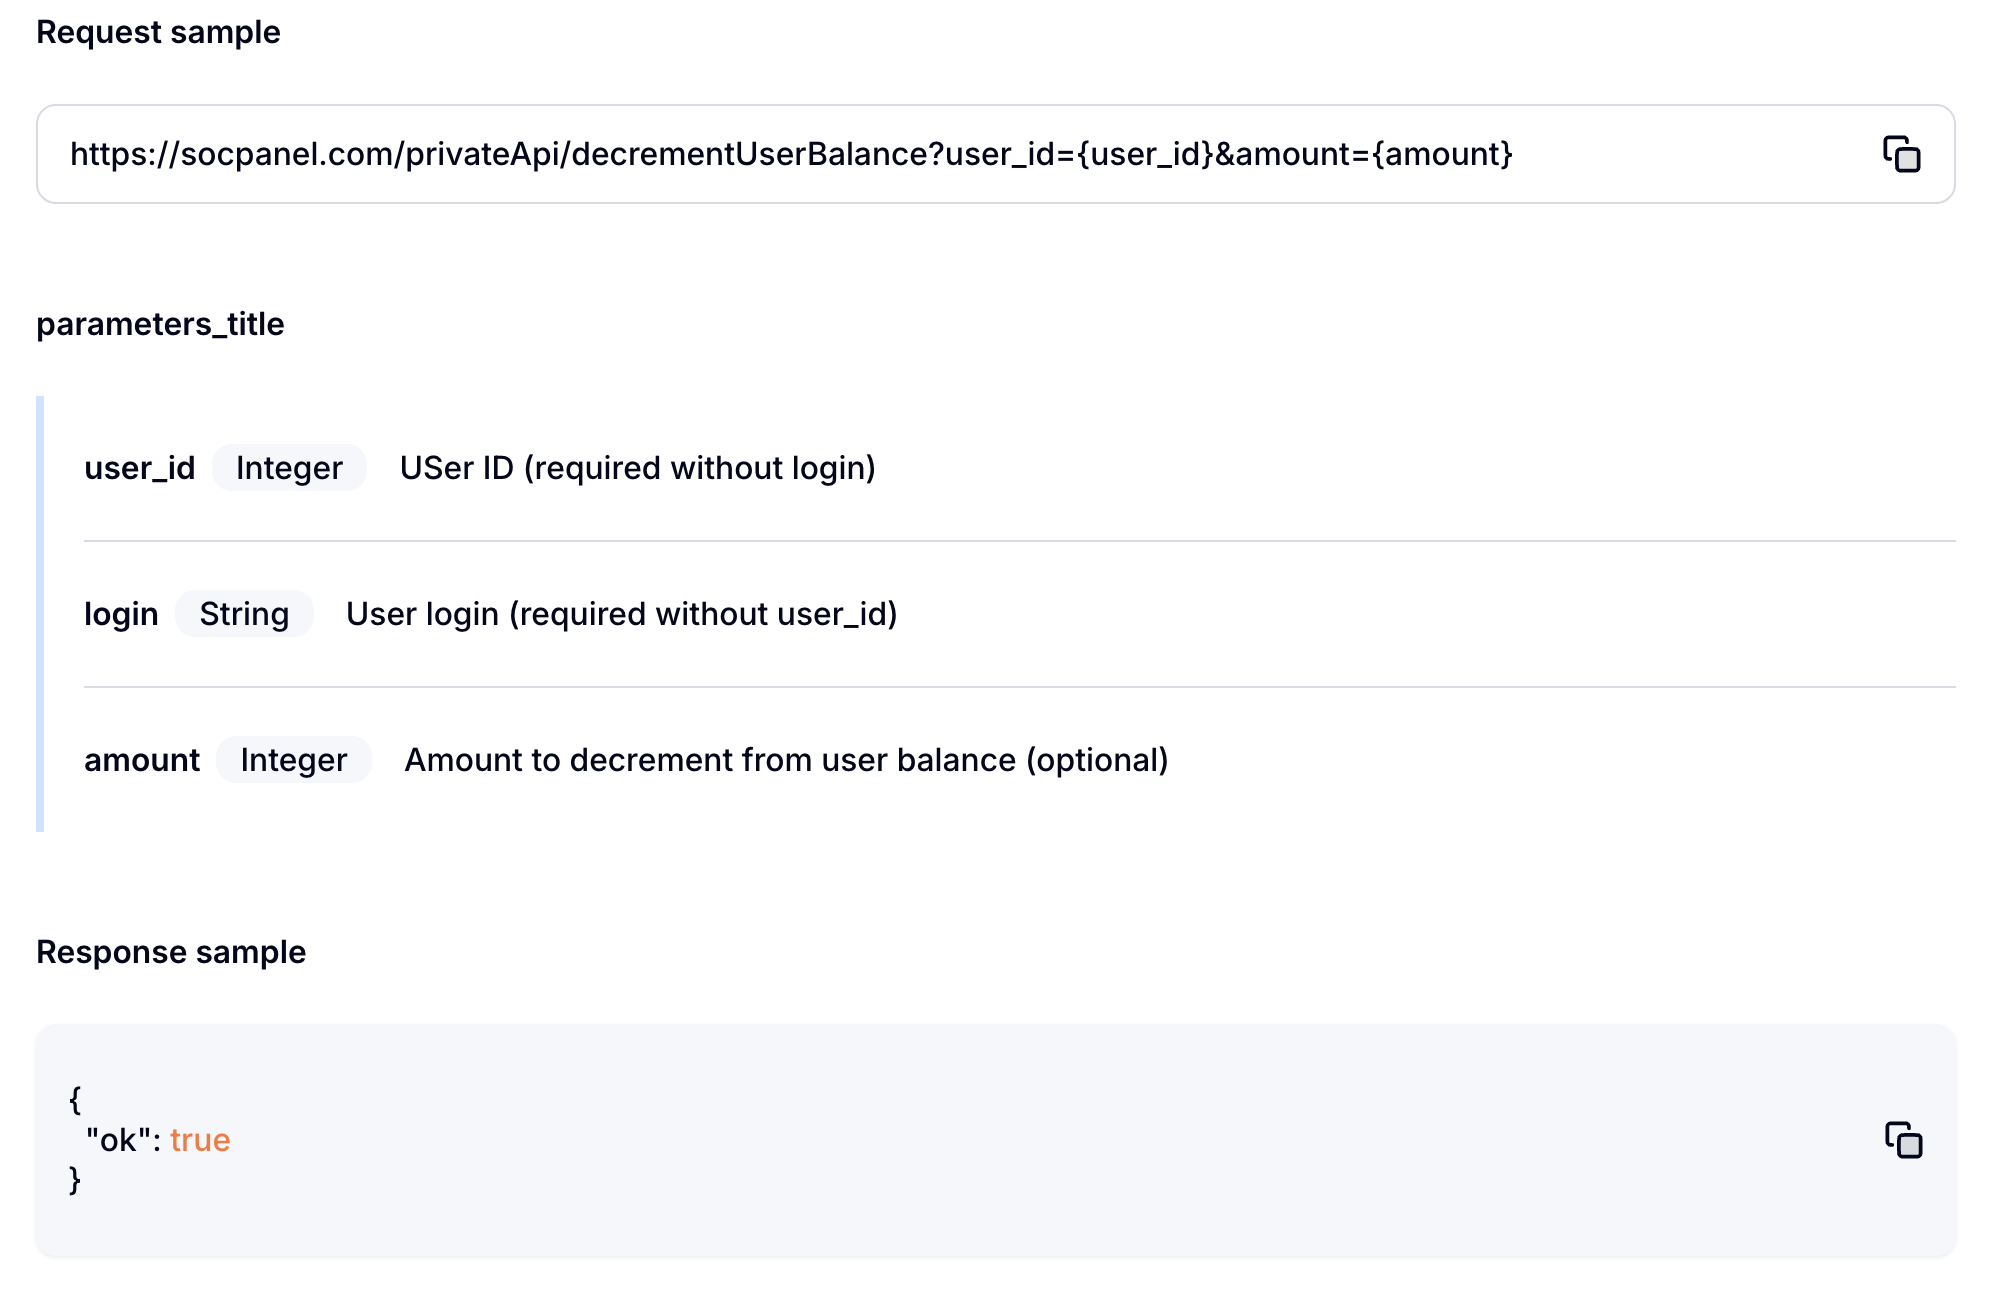 Request sample
https://socpanel.com/privateApi/decrementUserBalance?user_id={user_id}&amount={amount}
parameters_title
user_id Integer USer ID (required without login)
login String User login (required without user_id)
amount Integer Amount to decrement from user balance (optional)
Response sample
{
"ok": true
}